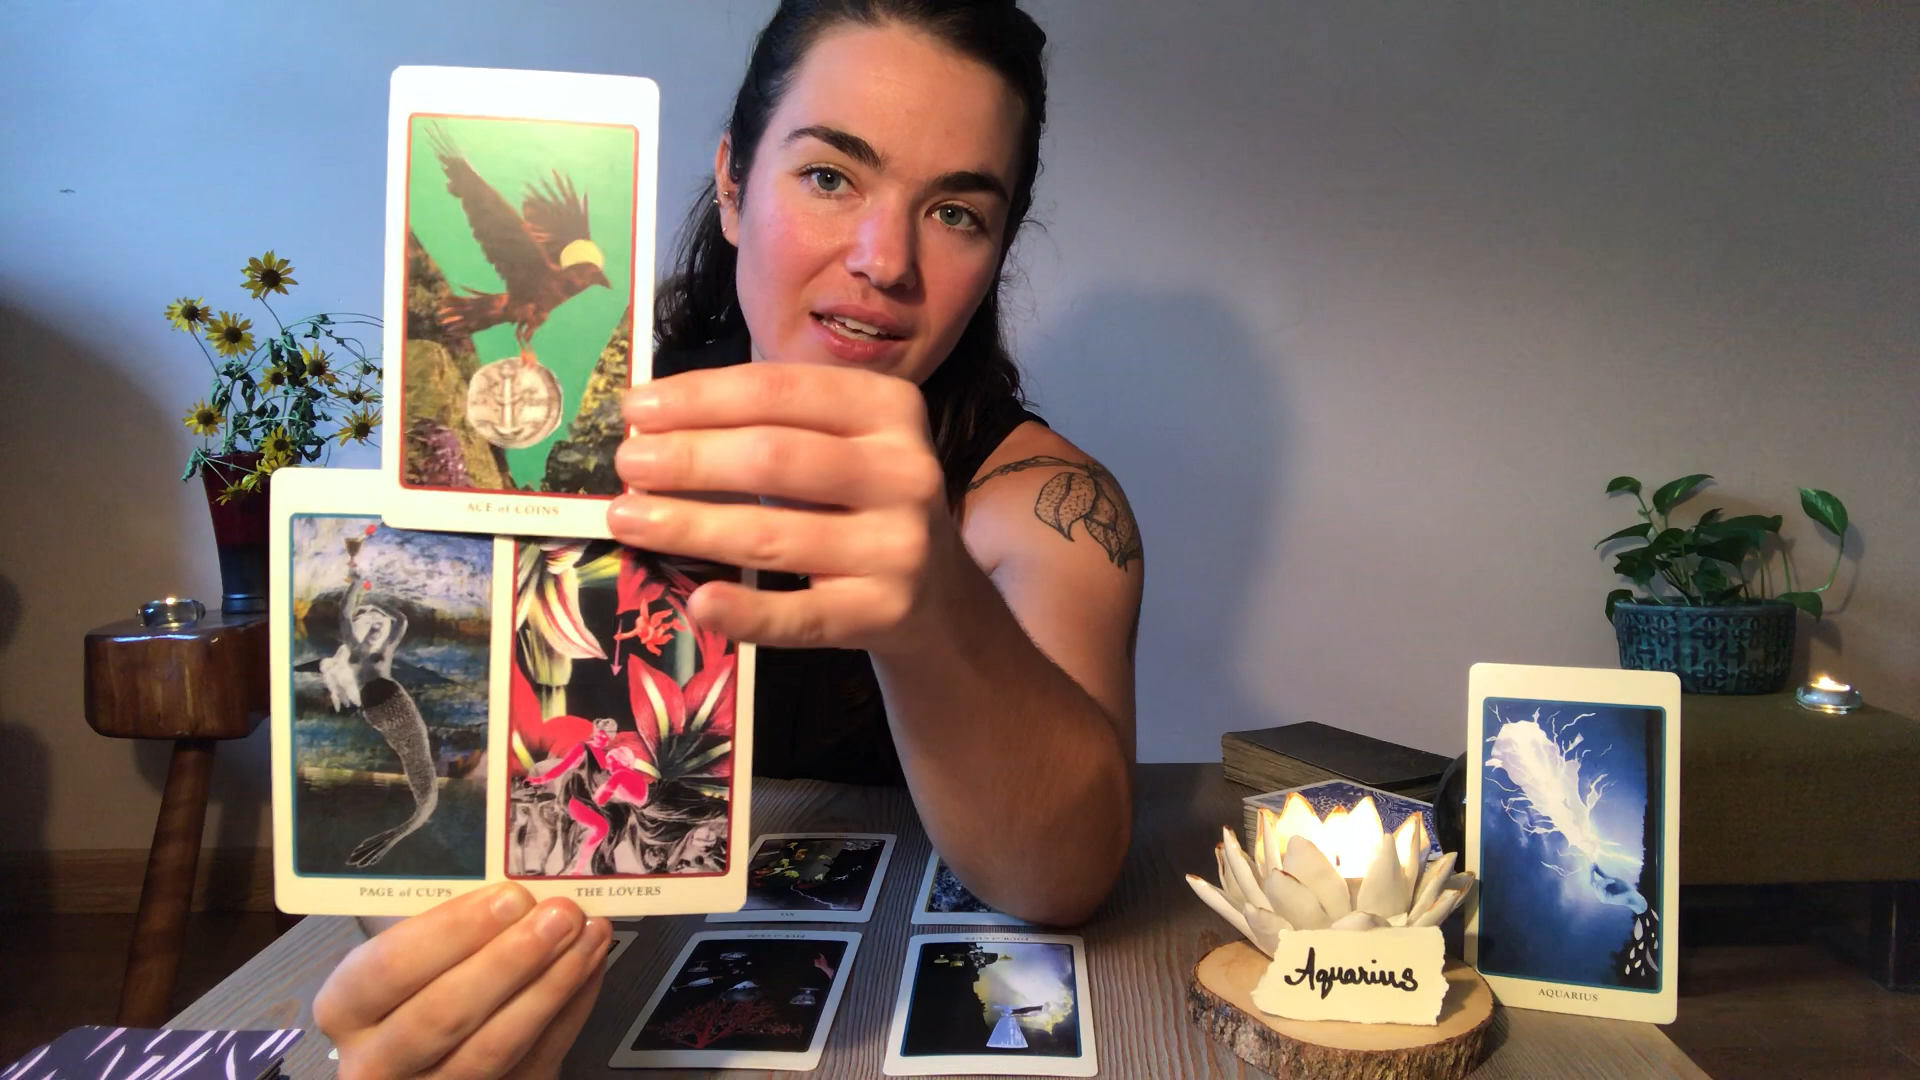 ACE of COINS
PAGE of CUPS
THE LOVERS
Aquarius
AQUARIUS